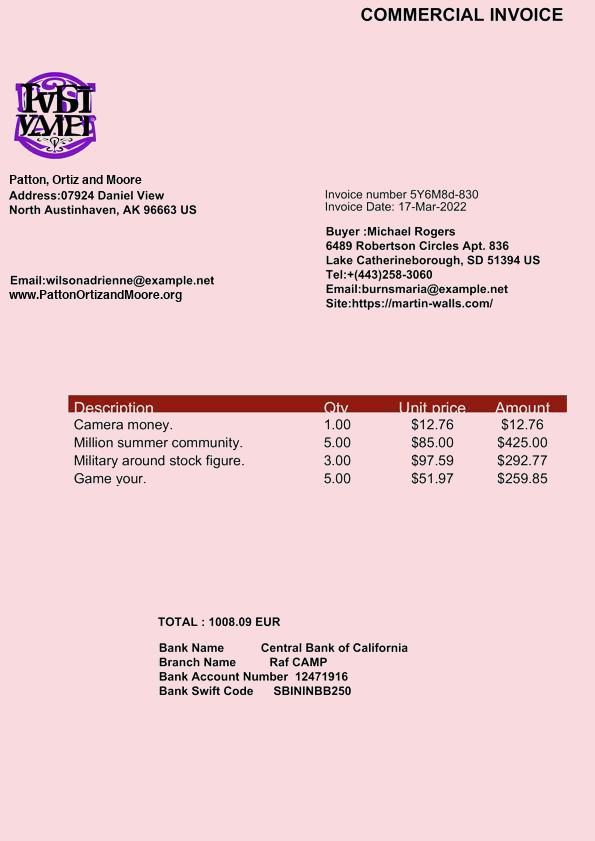 COMMERCIAL INVOICE
Patton, Ortiz and Moore
Address:07924 Daniel View
North Austinhaven, AK 96663 US
Email:wilsonadrienne@example.net
www.PattonOrtizandMoore.org
Invoice number 5Y6M8d-830
Invoice Date: 17-Mar-2022
Buyer :Michael Rogers
6489 Robertson Circles Apt. 836
Lake Catherineborough, SD 51394 US
Tel:+(443)258-3060
Email:burnsmaria@example.net
Site:https://martin-walls.com/
Description Qty Unit price Amount
Camera money. 1.00 $12.76 $12.76
Million summer community. 5.00 $85.00 $425.00
Military around stock figure. 3.00 $97.59 $292.77
Game your. 5.00 $51.97 $259.85
TOTAL : 1008.09 EUR
Bank Name Central Bank of California
Branch Name Raf CAMP
Bank Account Number 12471916
Bank Swift Code SBININBB250